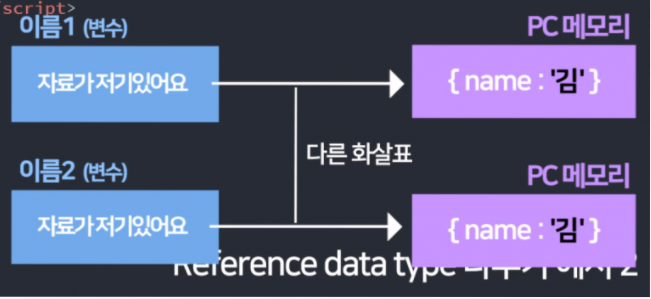 script>
이름1 (변수)
PC 메모리
자료가 저기있어요
{ name : '김' }
다른 화살표
이름2 (변수)
PC 메모리
자료가 저기있어요
{ name : '김' }
Reference data type 2